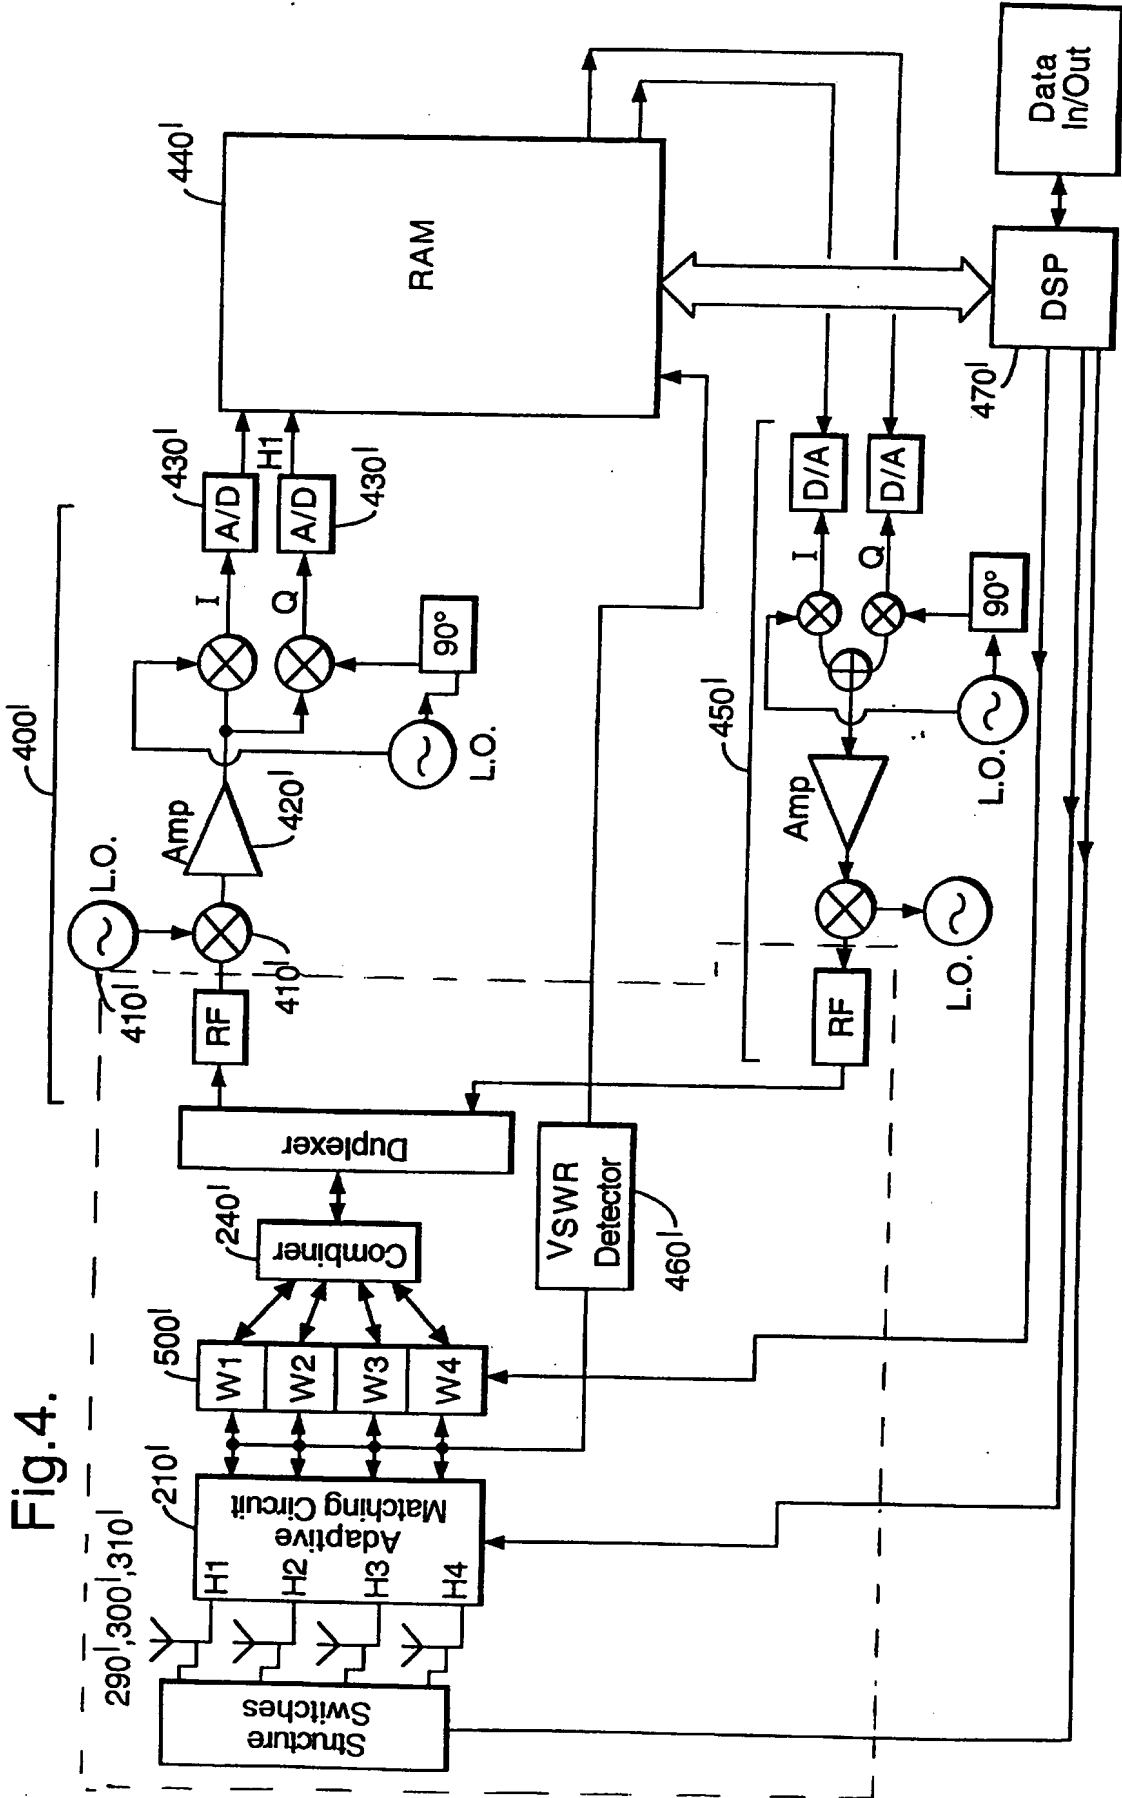 Fig.4.
400|
410|
L.O.
410|
Amp
420|
RF
I
Q
90°
L.O.
A/D
430|
H1
A/D
430|
440|
RAM
290|,300|,310|
Structure
Switches
H1
H2
H3
H4
Adaptive
Matching Circuit
210|
W1
W2
W3
W4
500|
Combiner
240|
Duplexer
VSWR
Detector
460|
450|
RF
L.O.
Amp
I
Q
90°
L.O.
D/A
D/A
470|
DSP
Data
In/Out